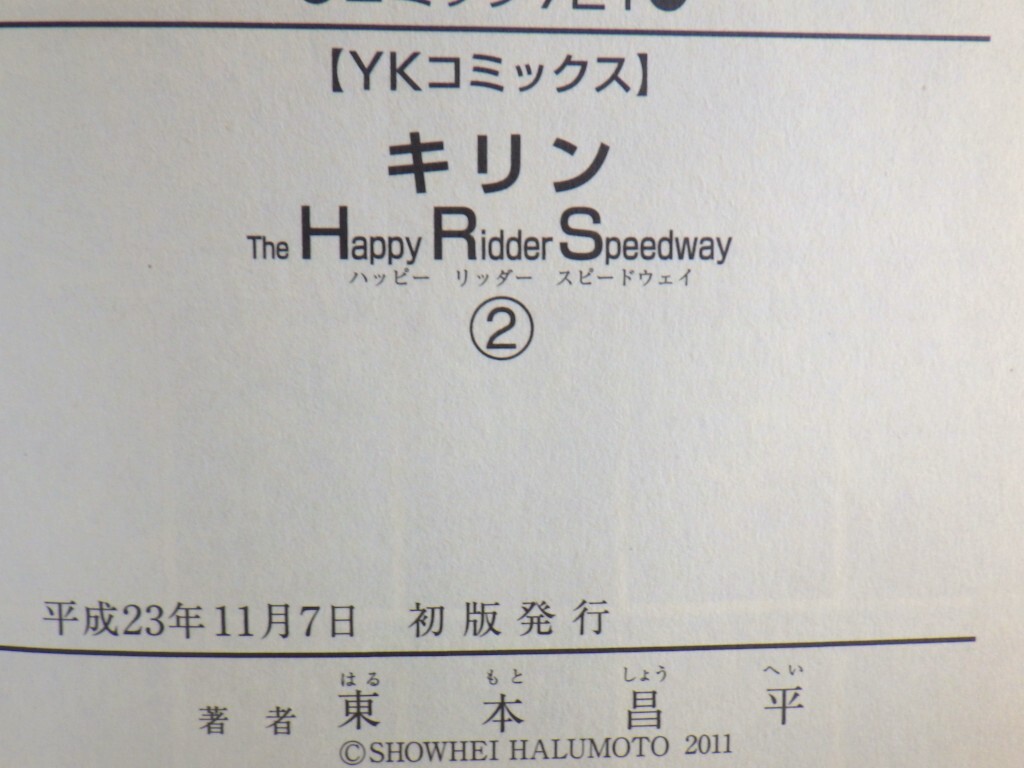 【YKコミックス】
キリン
The Happy Ridder Speedway
ハッピー リッダー スピードウェイ
②
平成23年11月7日 初版発行
はる もと しょう へい
著者 東本昌平
©SHOWHEI HALUMOTO 2011